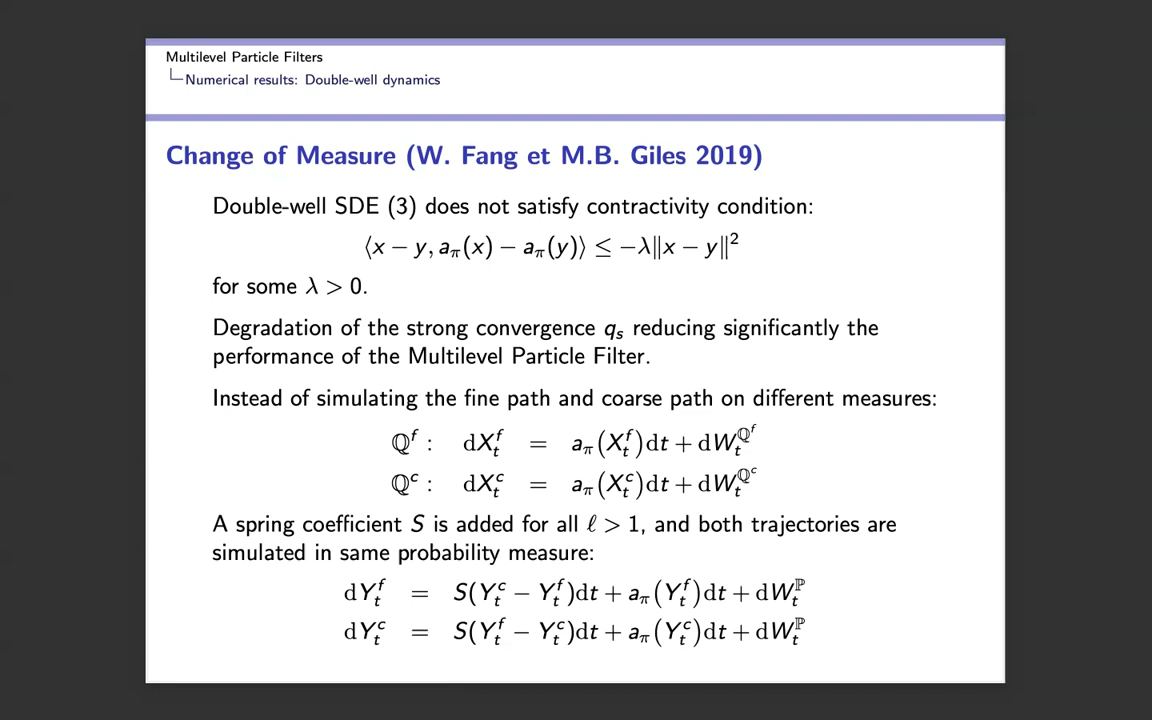 Multilevel Particle Filters
└ Numerical results: Double-well dynamics
Change of Measure (W. Fang et M.B. Giles 2019)
Double-well SDE (3) does not satisfy contractivity condition:
⟨x − y, a_π(x) − a_π(y)⟩ ≤ −λ‖x − y‖²
for some λ > 0.
Degradation of the strong convergence q_s reducing significantly the
performance of the Multilevel Particle Filter.
Instead of simulating the fine path and coarse path on different measures:
ℚ^f : dX_t^f = a_π(X_t^f)dt + dW_t^{ℚ^f}
ℚ^c : dX_t^c = a_π(X_t^c)dt + dW_t^{ℚ^c}
A spring coefficient S is added for all ℓ > 1, and both trajectories are
simulated in same probability measure:
dY_t^f = S(Y_t^c − Y_t^f)dt + a_π(Y_t^f)dt + dW_t^ℙ
dY_t^c = S(Y_t^f − Y_t^c)dt + a_π(Y_t^c)dt + dW_t^ℙ